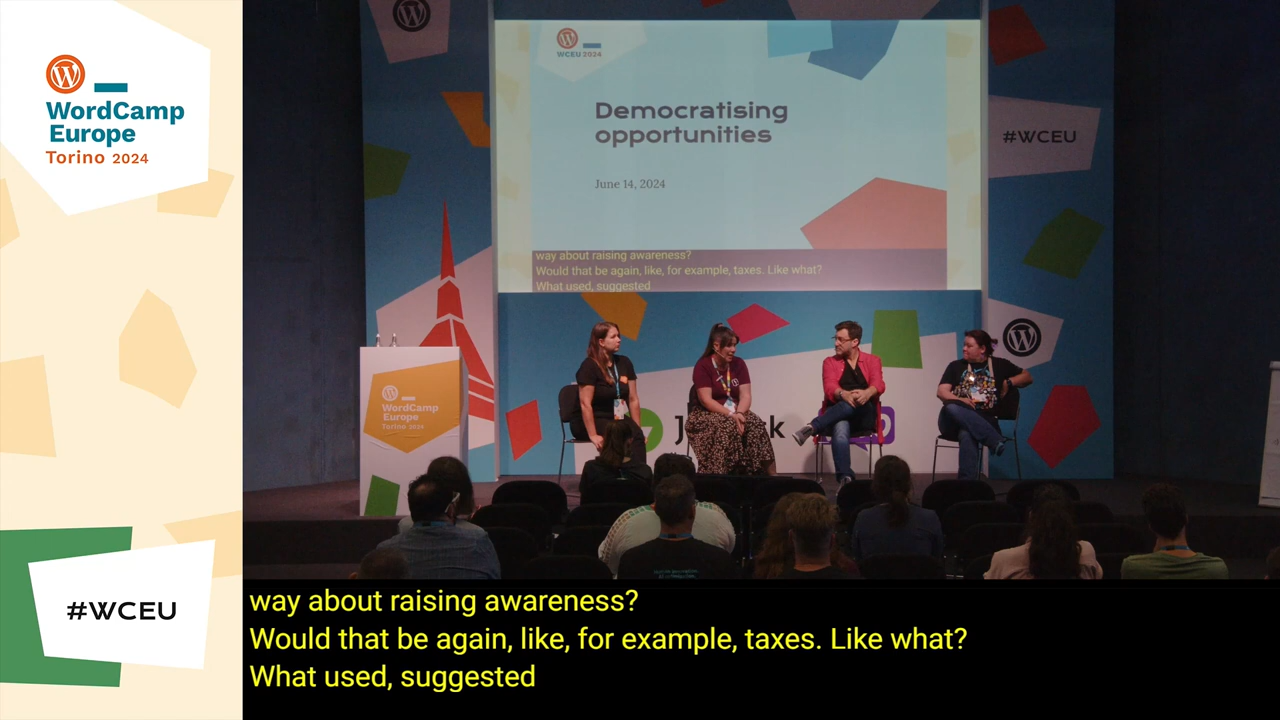 WordCamp
Europe
Torino 2024
#WCEU
WCEU 2024
Democratising
opportunities
June 14, 2024
way about raising awareness?
Would that be again, like, for example, taxes. Like what?
What used, suggested
#WCEU
WordCamp
Europe
Torino 2024
way about raising awareness?
Would that be again, like, for example, taxes. Like what?
What used, suggested